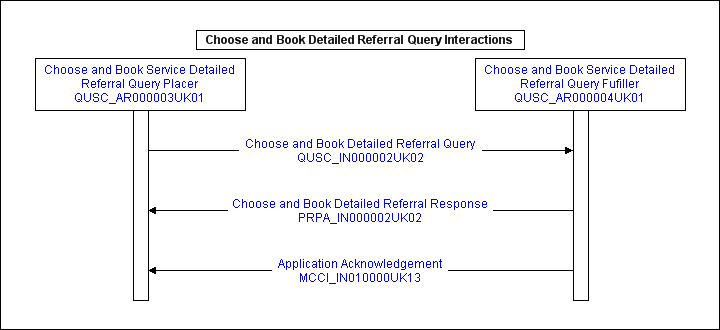 Choose and Book Detailed Referral Query Interactions
Choose and Book Service Detailed
Referral Query Placer
QUSC_AR000003UK01
Choose and Book Service Detailed
Referral Query Fufiller
QUSC_AR000004UK01
Choose and Book Detailed Referral Query
QUSC_IN000002UK02
Choose and Book Detailed Referral Response
PRPA_IN000002UK02
Application Acknowledgement
MCCI_IN010000UK13